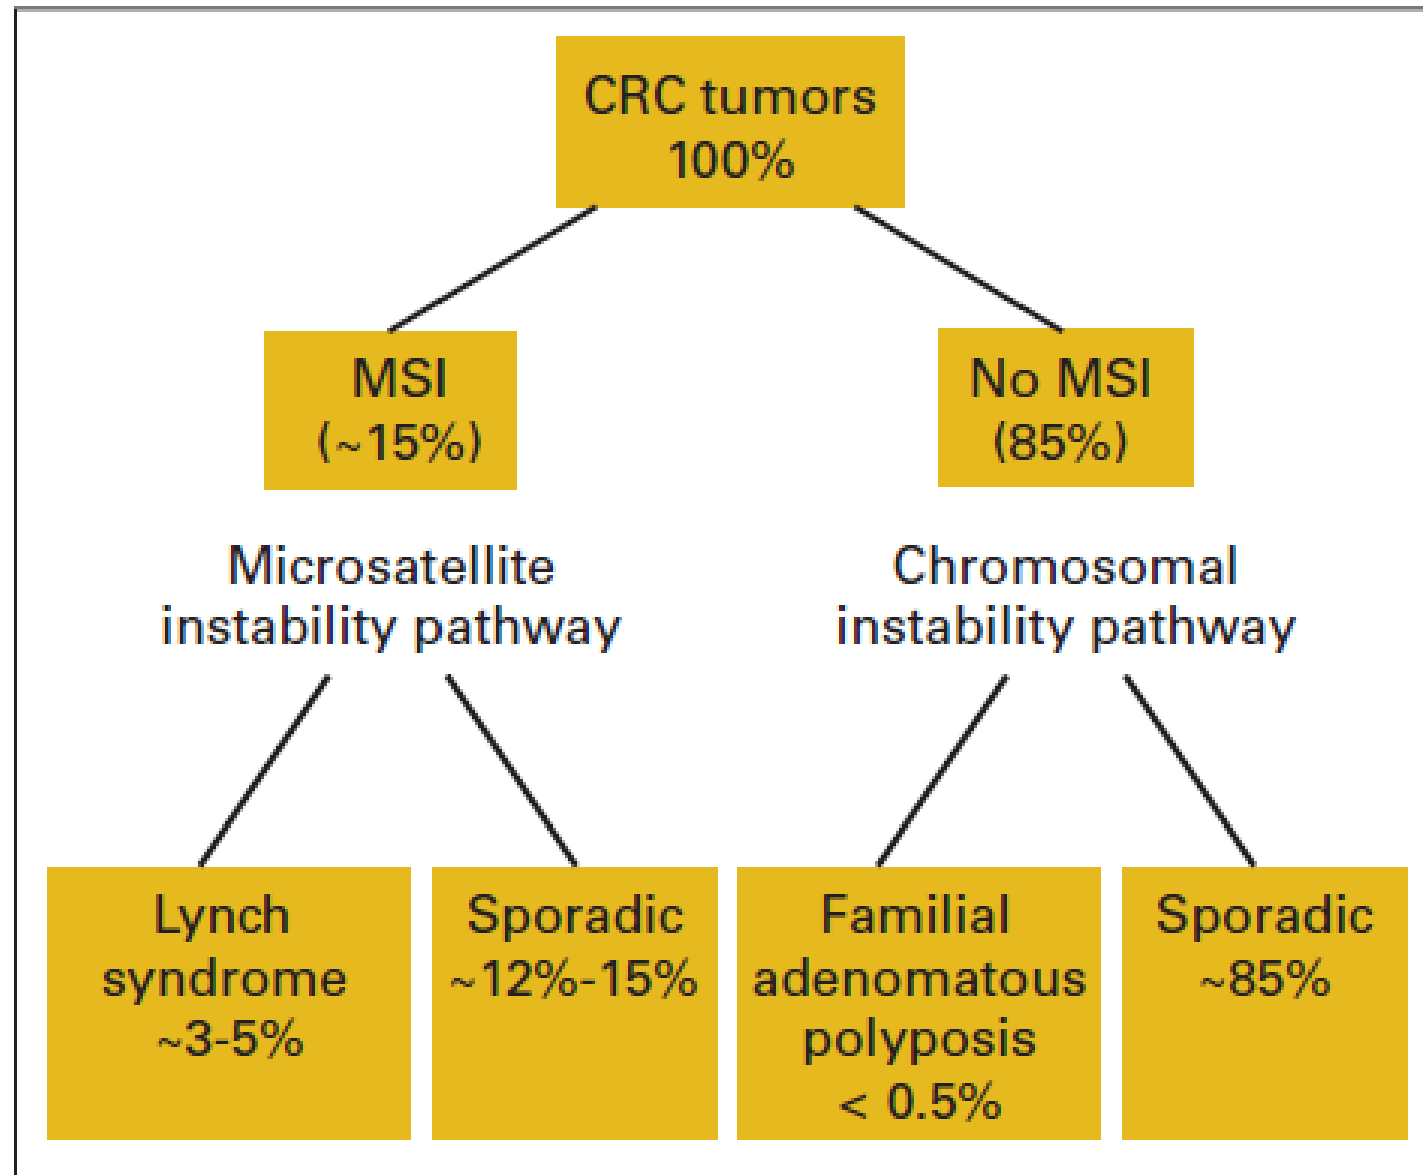 CRC tumors
100%
MSI
(~15%)
No MSI
(85%)
Microsatellite
instability pathway
Chromosomal
instability pathway
Lynch
syndrome
~3-5%
Sporadic
~12%-15%
Familial
adenomatous
polyposis
< 0.5%
Sporadic
~85%